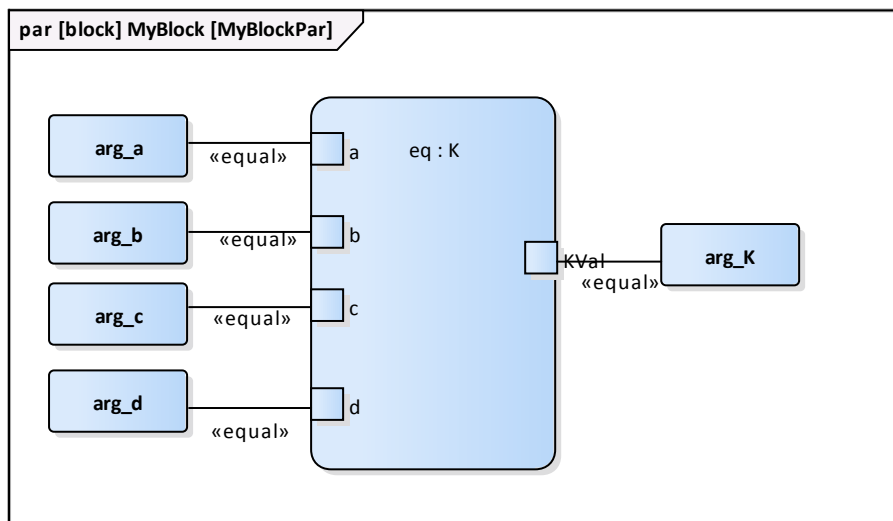 par [block] MyBlock [MyBlockPar]
arg_a
«equal»
a
eq : K
arg_b
«equal»
b
KVal
arg_K
«equal»
arg_c
«equal»
c
arg_d
«equal»
d